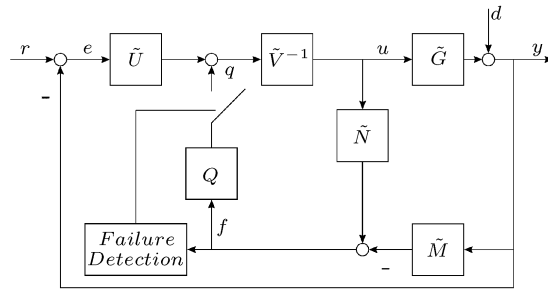 r
e
Ũ
q
Ṽ⁻¹
u
G̃
d
y
-
Ñ
Q
f
Failure
Detection
-
M̃